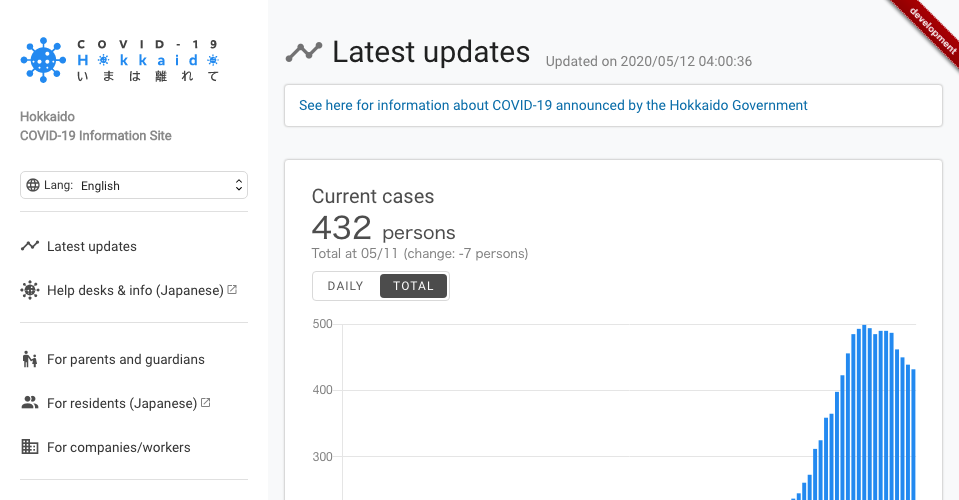 COVID-19
Hokkaido
いまは離れて
Hokkaido
COVID-19 Information Site
Lang: English
Latest updates
Help desks & info (Japanese)
For parents and guardians
For residents (Japanese)
For companies/workers
development
Latest updates Updated on 2020/05/12 04:00:36
See here for information about COVID-19 announced by the Hokkaido Government
Current cases
432 persons
Total at 05/11 (change: -7 persons)
DAILY TOTAL
500
400
300